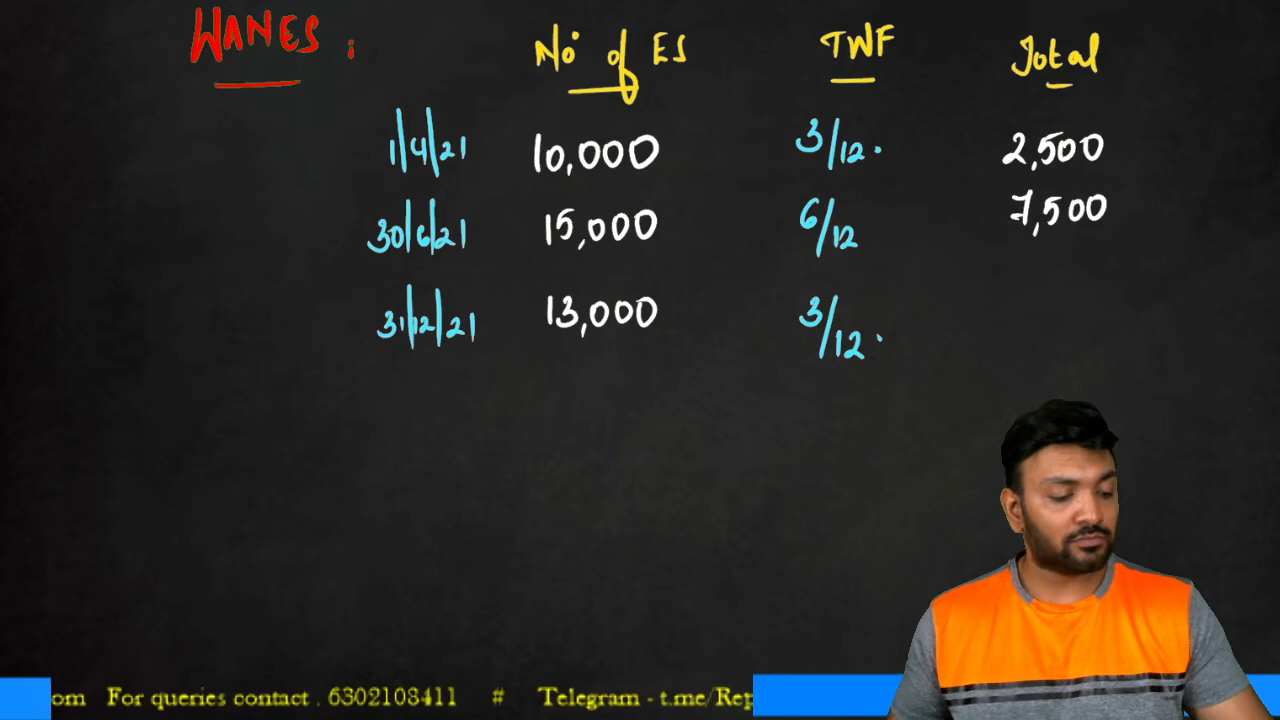 WANES :
No of ES TWF Total
1/4/21 10,000 3/12. 2,500
30/6/21 15,000 6/12 7,500
31/12/21 13,000 3/12.
om For queries contact . 6302108411 # Telegram - t.me/Rep